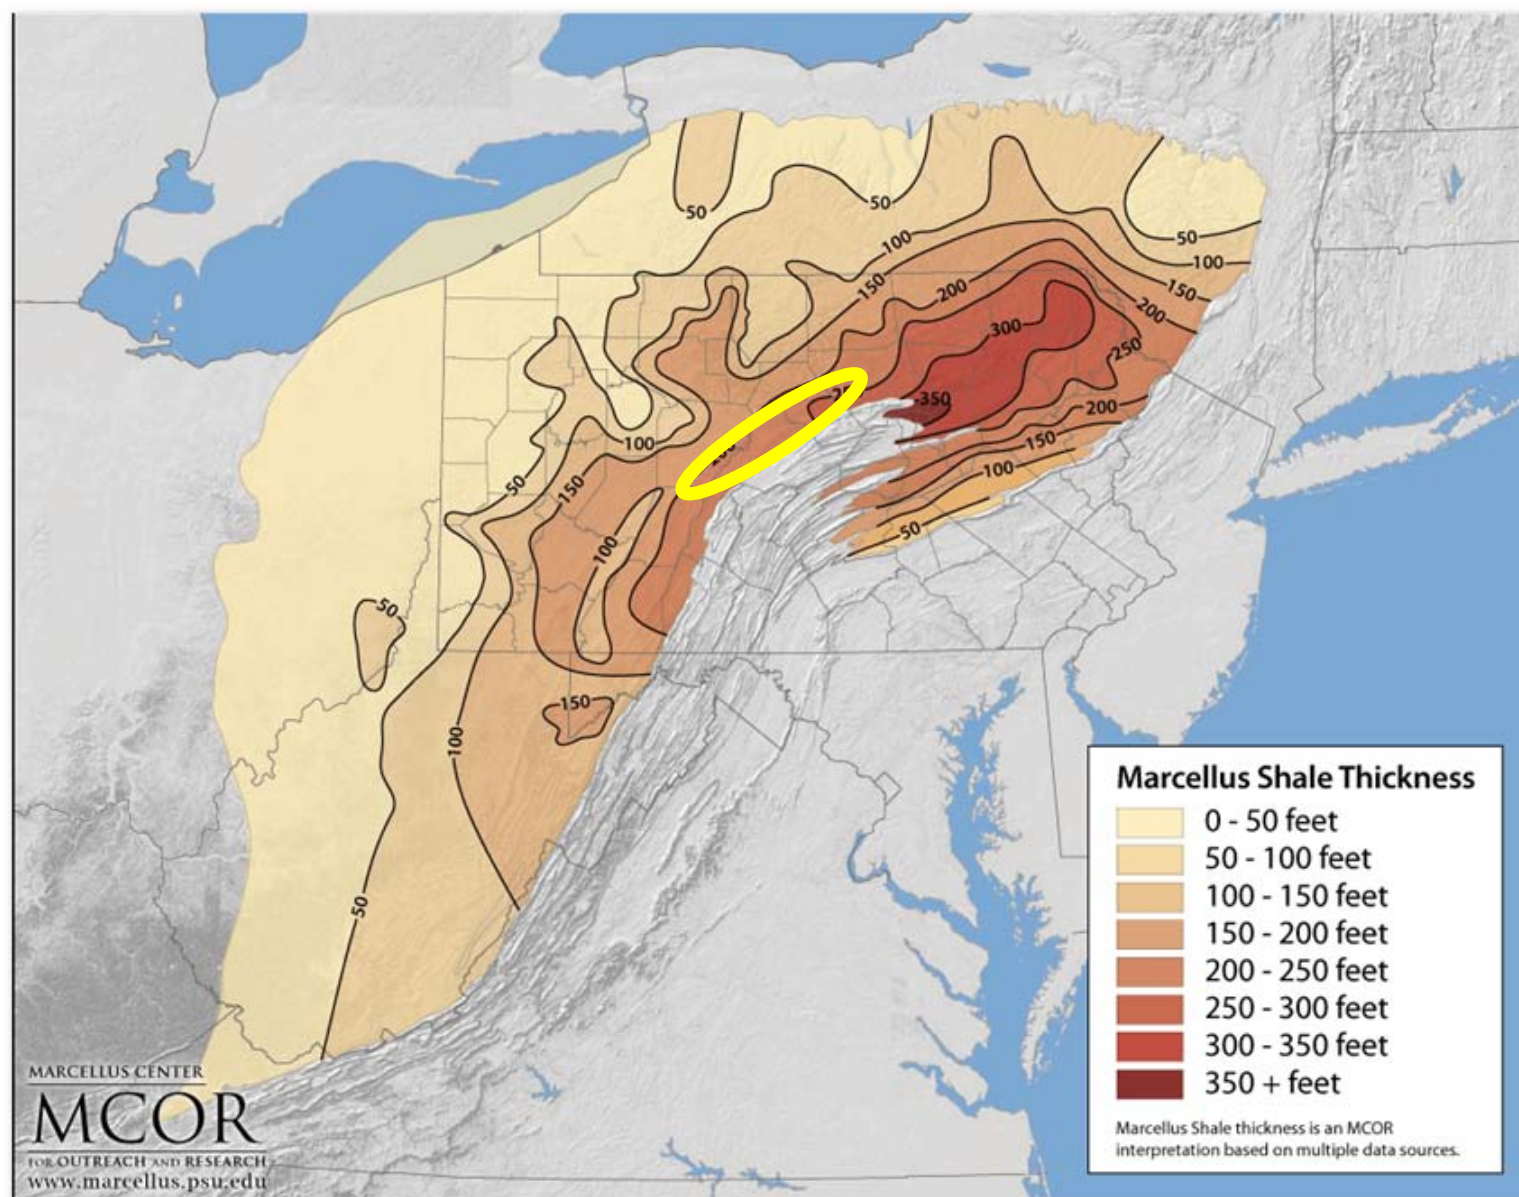 50
50
50
100
100
150
150
200
200
300
250
350
200
150
100
50
100
50
150
100
50
150
100
50
Marcellus Shale Thickness
0 - 50 feet
50 - 100 feet
100 - 150 feet
150 - 200 feet
200 - 250 feet
250 - 300 feet
300 - 350 feet
350 + feet
Marcellus Shale thickness is an MCOR
interpretation based on multiple data sources.
MARCELLUS CENTER
MCOR
FOR OUTREACH AND RESEARCH
www.marcellus.psu.edu